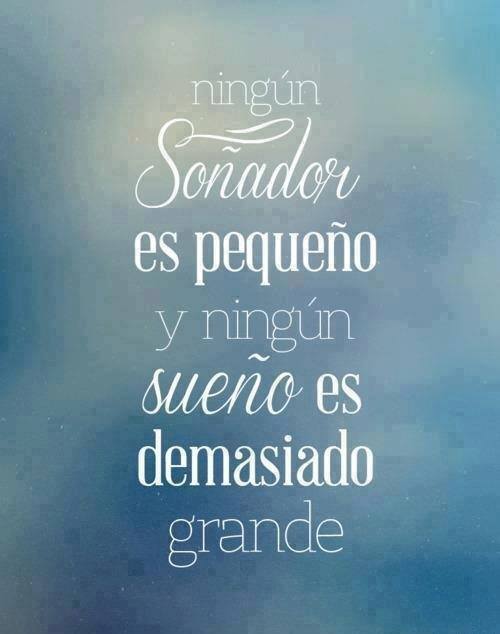 ningún
Soñador
es pequeño
y ningún
sueño es
demasiado
grande